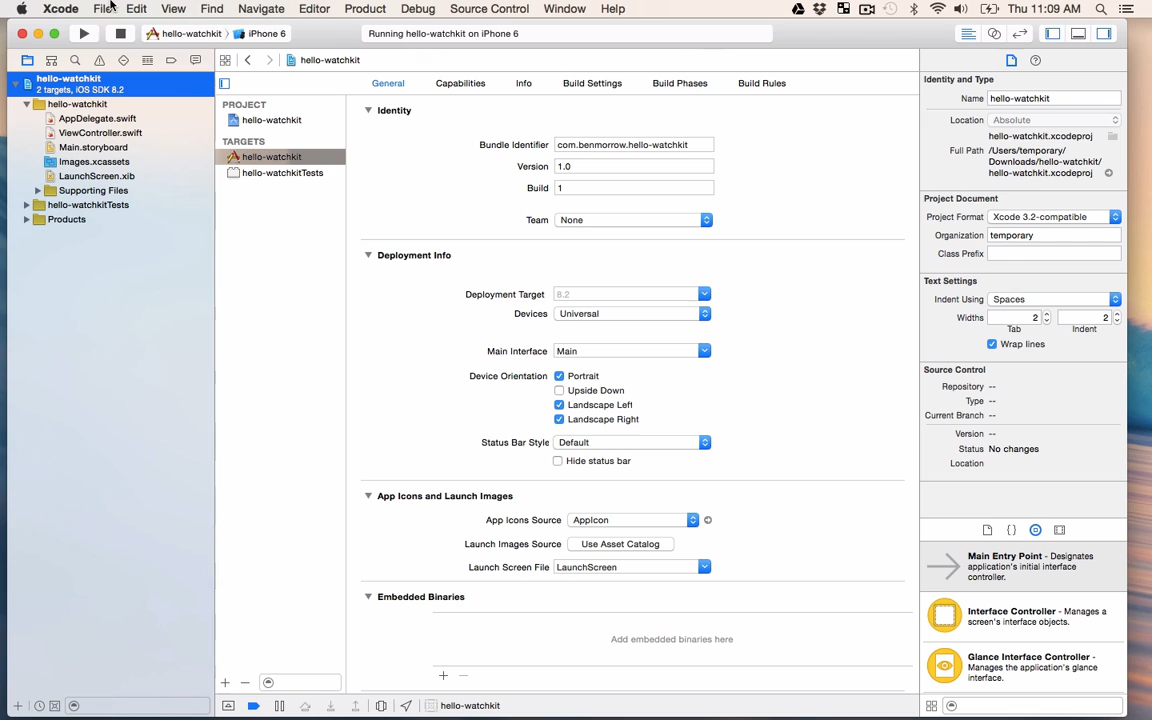 Xcode File Edit View Find Navigate Editor Product Debug Source Control Window Help Thu 11:09 AM
hello-watchkit iPhone 6
Running hello-watchkit on iPhone 6
hello-watchkit
2 targets, iOS SDK 8.2
hello-watchkit
AppDelegate.swift
ViewController.swift
Main.storyboard
Images.xcassets
LaunchScreen.xib
Supporting Files
hello-watchkitTests
Products
hello-watchkit
General Capabilities Info Build Settings Build Phases Build Rules
PROJECT
hello-watchkit
TARGETS
hello-watchkit
hello-watchkitTests
Identity
Bundle Identifier com.benmorrow.hello-watchkit
Version 1.0
Build 1
Team None
Deployment Info
Deployment Target 8.2
Devices Universal
Main Interface Main
Device Orientation Portrait
Upside Down
Landscape Left
Landscape Right
Status Bar Style Default
Hide status bar
App Icons and Launch Images
App Icons Source AppIcon
Launch Images Source Use Asset Catalog
Launch Screen File LaunchScreen
Embedded Binaries
Add embedded binaries here
hello-watchkit
Identity and Type
Name hello-watchkit
Location Absolute
hello-watchkit.xcodeproj
Full Path /Users/temporary/
Downloads/hello-watchkit/
hello-watchkit.xcodeproj
Project Document
Project Format Xcode 3.2-compatible
Organization temporary
Class Prefix
Text Settings
Indent Using Spaces
Widths 2 2
Tab Indent
Wrap lines
Source Control
Repository --
Type --
Current Branch --
Version --
Status No changes
Location
Main Entry Point - Designates
application's initial interface
controller.
Interface Controller - Manages a
screen's interface objects.
Glance Interface Controller -
Manages the application's glance
interface.